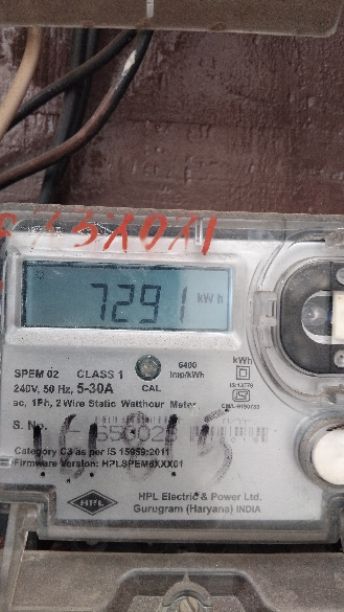 7291 kWh
SPEM 02 CLASS 1
240V, 50 Hz, 5-30A
6400
imp/kWh
CAL
kWh
IS:13779
ac, 1Ph, 2 Wire Static Watthour Meter
S. No.
Category C3 as per IS 15959:2011
Firmware Version:
HPL
HPL Electric & Power Ltd.
Gurugram (Haryana) INDIA